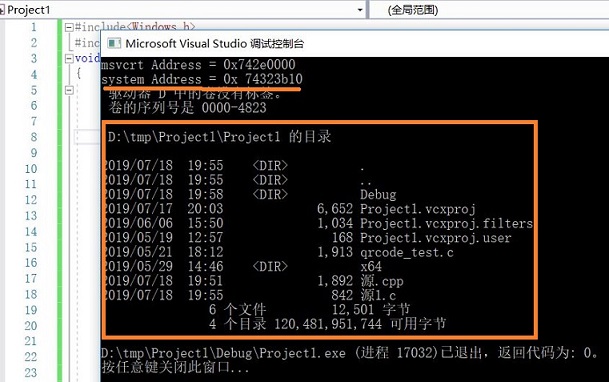 Project1
(全局范围)
1 #include<Windows.h>
2 #inc
3 void
4 {
5
6
7
8
9
10
11
12
13
14
15
16
17
18
19
20
21
22
23
Microsoft Visual Studio 调试控制台
msvcrt Address = 0x742e0000
system Address = 0x 74323b10
驱动器 D 中的卷没有标签。
卷的序列号是 0000-4823
D:\tmp\Project1\Project1 的目录
2019/07/18 19:55 <DIR> .
2019/07/18 19:55 <DIR> ..
2019/07/18 19:58 <DIR> Debug
2019/07/17 20:03 6,652 Project1.vcxproj
2019/06/06 15:50 1,034 Project1.vcxproj.filters
2019/05/19 12:57 168 Project1.vcxproj.user
2019/05/21 18:12 1,913 qrcode_test.c
2019/05/29 14:46 <DIR> x64
2019/07/18 19:51 1,892 源.cpp
2019/07/18 19:55 842 源1.c
6 个文件 12,501 字节
4 个目录 120,481,951,744 可用字节
D:\tmp\Project1\Debug\Project1.exe (进程 17032)已退出，返回代码为: 0。
按任意键关闭此窗口...